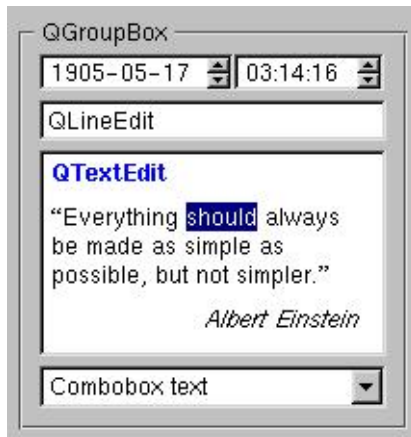 QGroupBox
1905-05-17 03:14:16
QLineEdit
QTextEdit
“Everything should always
be made as simple as
possible, but not simpler.”
Albert Einstein
Combobox text